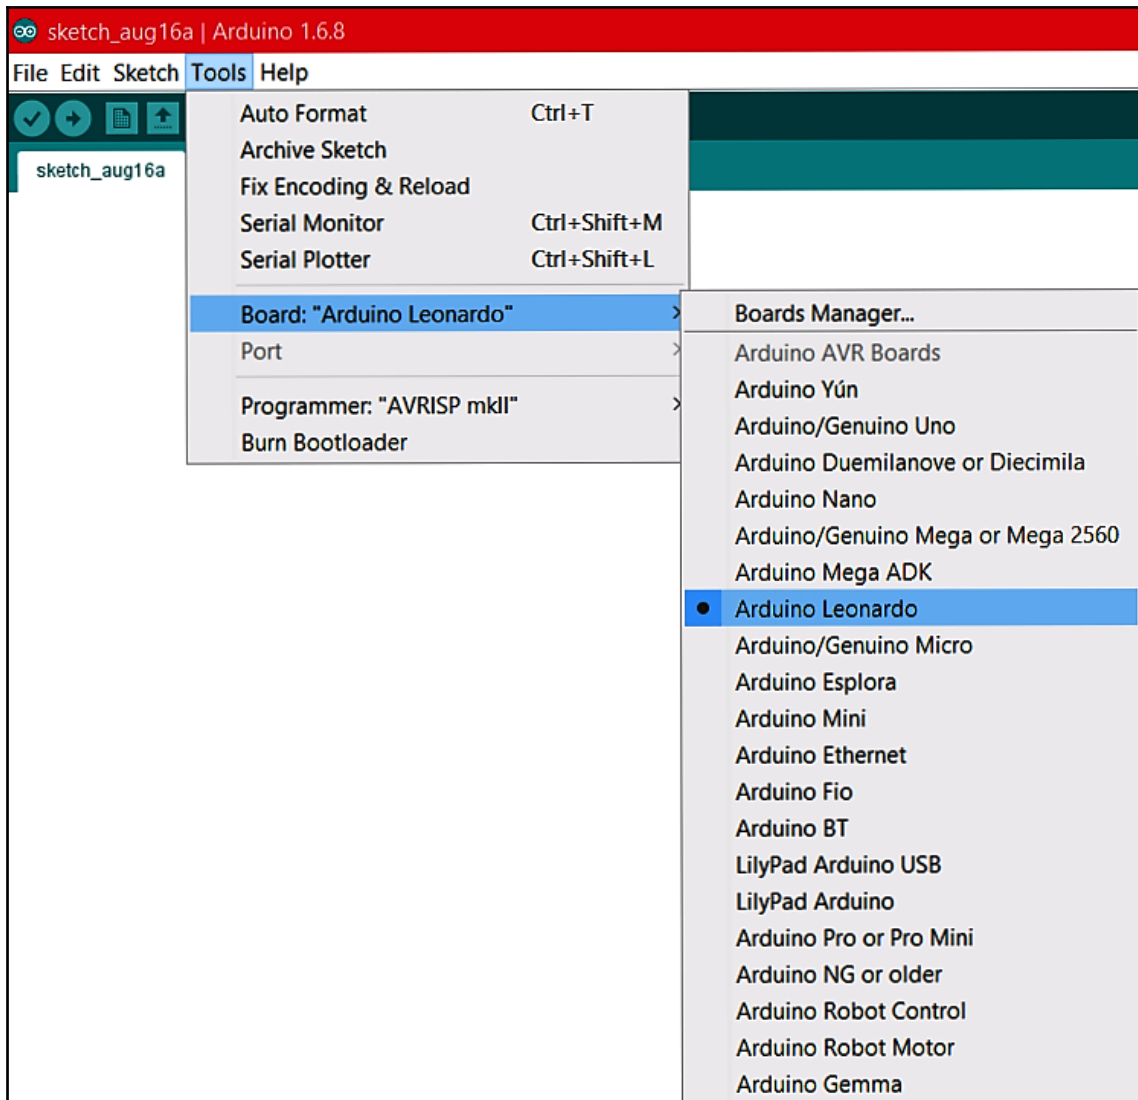 sketch_aug16a | Arduino 1.6.8
File Edit Sketch Tools Help
sketch_aug16a
Auto Format Ctrl+T
Archive Sketch
Fix Encoding & Reload
Serial Monitor Ctrl+Shift+M
Serial Plotter Ctrl+Shift+L
Board: "Arduino Leonardo"
Port
Programmer: "AVRISP mkII"
Burn Bootloader
Boards Manager...
Arduino AVR Boards
Arduino Yún
Arduino/Genuino Uno
Arduino Duemilanove or Diecimila
Arduino Nano
Arduino/Genuino Mega or Mega 2560
Arduino Mega ADK
Arduino Leonardo
Arduino/Genuino Micro
Arduino Esplora
Arduino Mini
Arduino Ethernet
Arduino Fio
Arduino BT
LilyPad Arduino USB
LilyPad Arduino
Arduino Pro or Pro Mini
Arduino NG or older
Arduino Robot Control
Arduino Robot Motor
Arduino Gemma